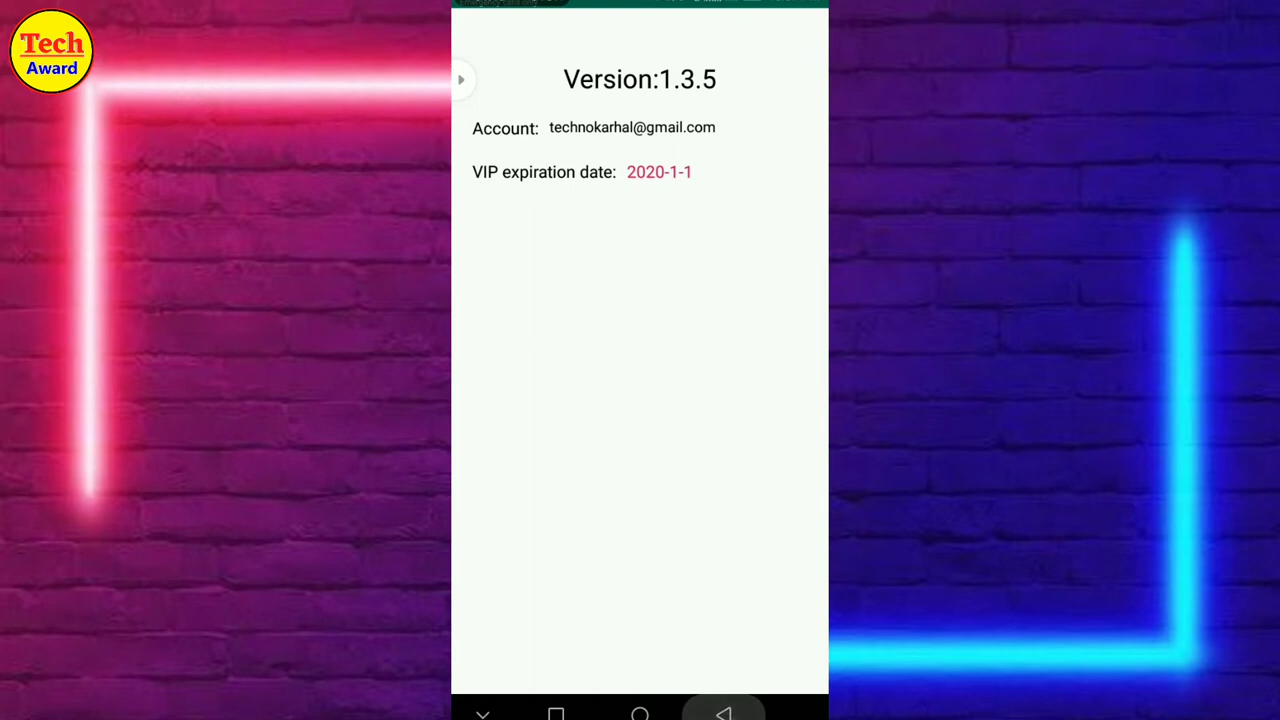 Tech
Award
Version:1.3.5
Account: technokarhal@gmail.com
VIP expiration date: 2020-1-1